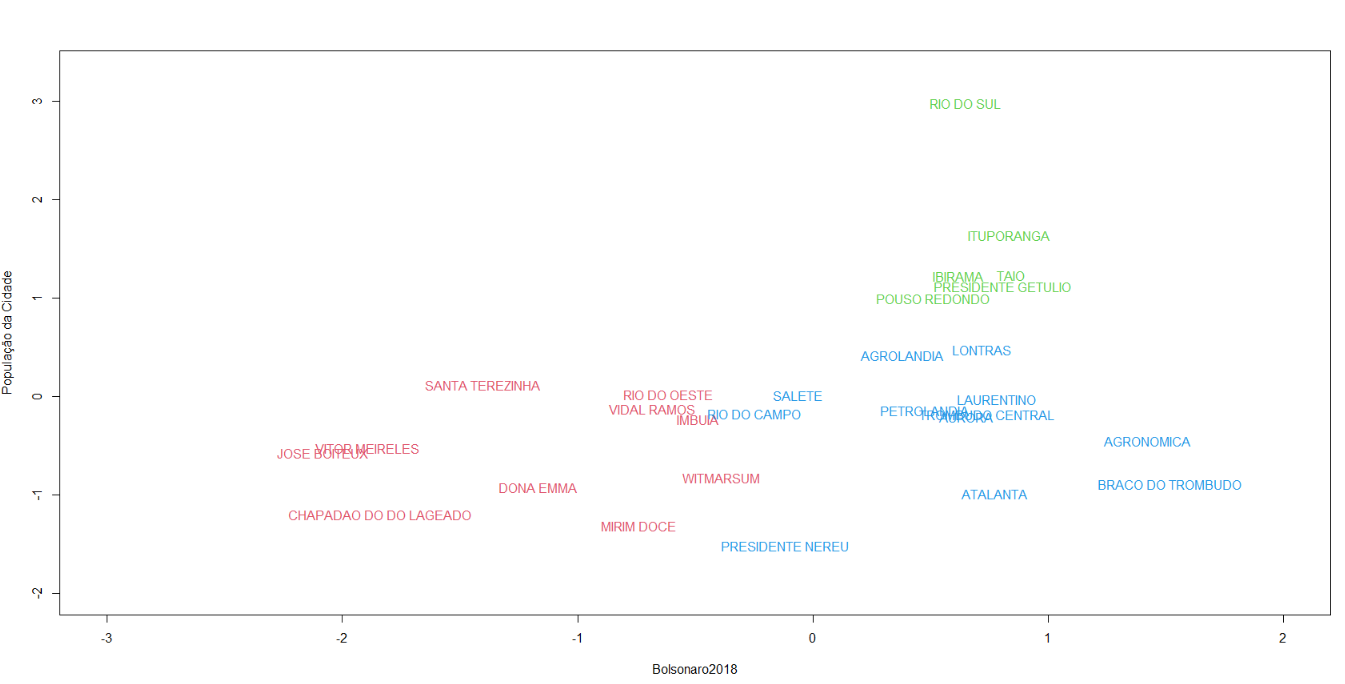 RIO DO SUL
ITUPORANGA
IBIRAMA
TAIO
PRESIDENTE GETULIO
POUSO REDONDO
LONTRAS
AGROLANDIA
SANTA TEREZINHA
RIO DO OESTE
SALETE
LAURENTINO
VIDAL RAMOS
RIO DO CAMPO
PETROLANDIA
TROMBUDO CENTRAL
IMBUIA
AURORA
AGRONOMICA
VITOR MEIRELES
JOSE BOITEUX
WITMARSUM
BRACO DO TROMBUDO
DONA EMMA
ATALANTA
CHAPADAO DO DO LAGEADO
MIRIM DOCE
PRESIDENTE NEREU
3
2
1
0
-1
-2
População da Cidade
-3
-2
-1
0
1
2
Bolsonaro2018